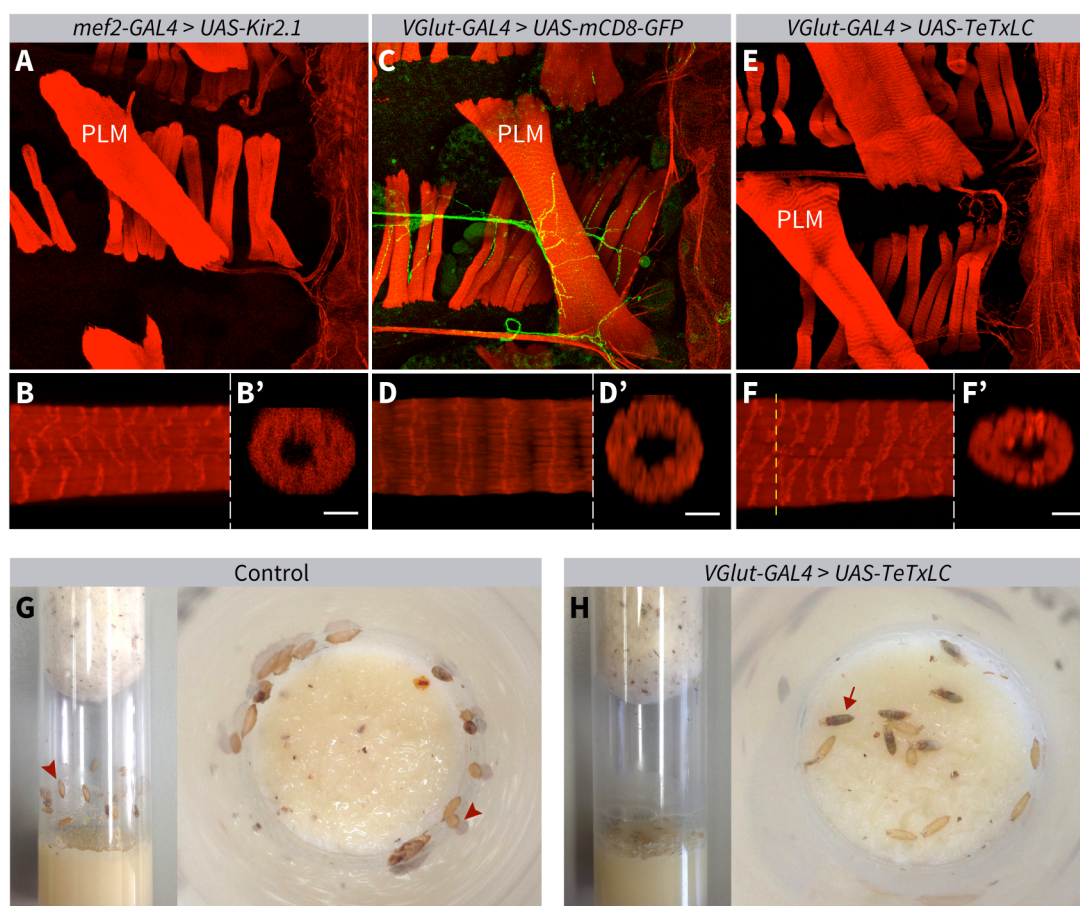 mef2-GAL4 > UAS-Kir2.1
VGlut-GAL4 > UAS-mCD8-GFP
VGlut-GAL4 > UAS-TeTxLC
A
C
E
PLM
PLM
PLM
B
B’
D
D’
F
F’
Control
VGlut-GAL4 > UAS-TeTxLC
G
H